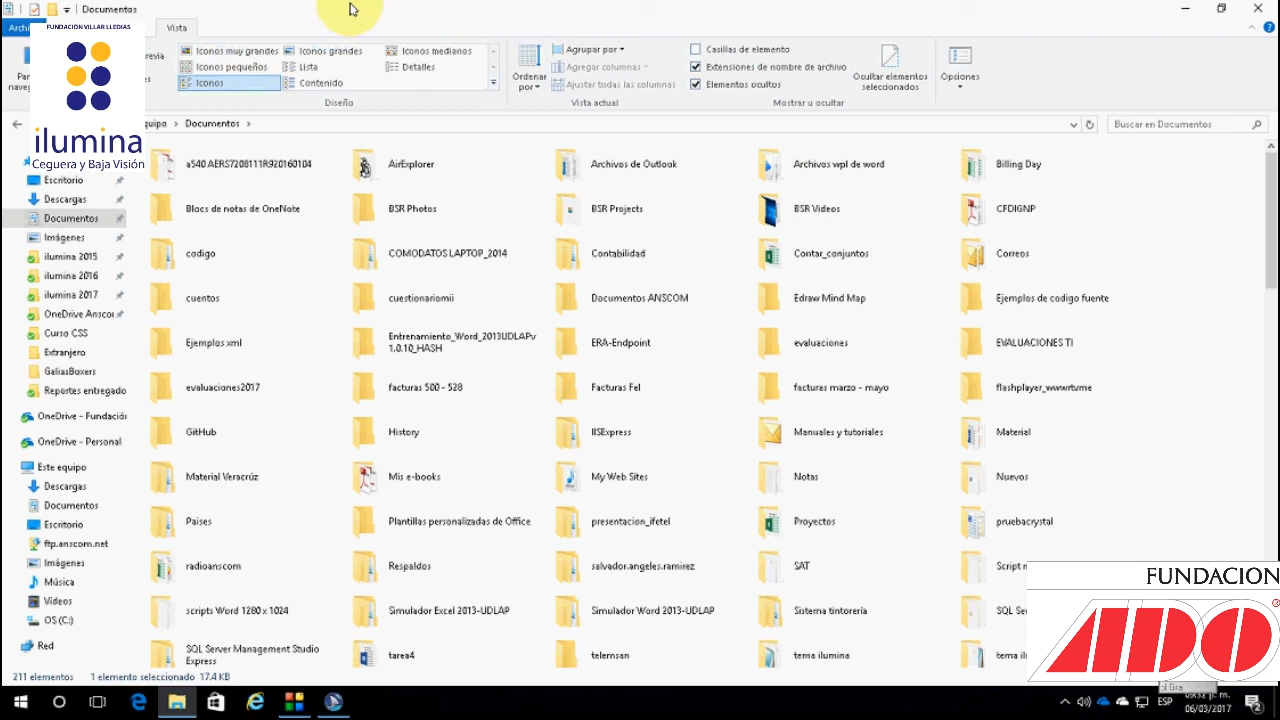 Documentos
Archi
Vista
FUNDACIÓN VILLAR LLEDIAS
ilumina
Ceguera y Baja Visión
Iconos muy grandes
Iconos grandes
Iconos medianos
Iconos pequeños
Lista
Detalles
Iconos
Contenido
Diseño
Ordenar
por
Agrupar por
Agregar columnas
Ajustar todas las columnas
Vista actual
Casillas de elemento
Extensiones de nombre de archivo
Elementos ocultos
Ocultar elementos
seleccionados
Mostrar u ocultar
Opciones
Documentos
Buscar en Documentos
Escritorio
Descargas
Documentos
Imágenes
ilumina 2015
ilumina 2016
ilumina 2017
OneDrive Anscor
Curso CSS
Extranjero
GaliasBoxers
Reportes entregado
OneDrive - Fundación
OneDrive - Personal
Este equipo
Descargas
Documentos
Escritorio
ftp.anscom.net
Imágenes
Música
Vídeos
OS (C:)
Red
a540 AERS7208111R920160104
AirExplorer
Archivos de Outlook
Archivos wpl de word
Billing Day
Blocs de notas de OneNote
BSR Photos
BSR Projects
BSR Videos
CFDIGNP
codigo
COMODATOS LAPTOP_2014
Contabilidad
Contar_conjuntos
Correos
cuentos
cuestionariomii
Documentos ANSCOM
Edraw Mind Map
Ejemplos de codigo fuente
Ejemplos xml
Entrenamiento_Word_2013UDLAPv
1.0.10_HASH
ERA-Endpoint
evaluaciones
EVALUACIONES TI
evaluaciones2017
facturas 500 - 528
Facturas Fel
facturas marzo - mayo
flashplayer_wwwrtvme
GitHub
History
IISExpress
Manuales y tutoriales
Material
Material Veracrúz
Mis e-books
My Web Sites
Notas
Nuevos
Paises
Plantillas personalizadas de Office
presentacion_ifetel
Proyectos
pruebacrystal
radioanscom
Respaldos
salvador.angeles.ramirez
SAT
Script n
scripts Word 1280 x 1024
Simulador Excel 2013-UDLAP
Simulador Word 2013-UDLAP
Sistema tintorería
SQL Se
SQL Server Management Studio
Express
tarea4
telemsan
tema ilumina
tema ilu
FUNDACION
ADO
®
211 elementos
1 elemento seleccionado 17.4 KB
ESP
06/03/2017